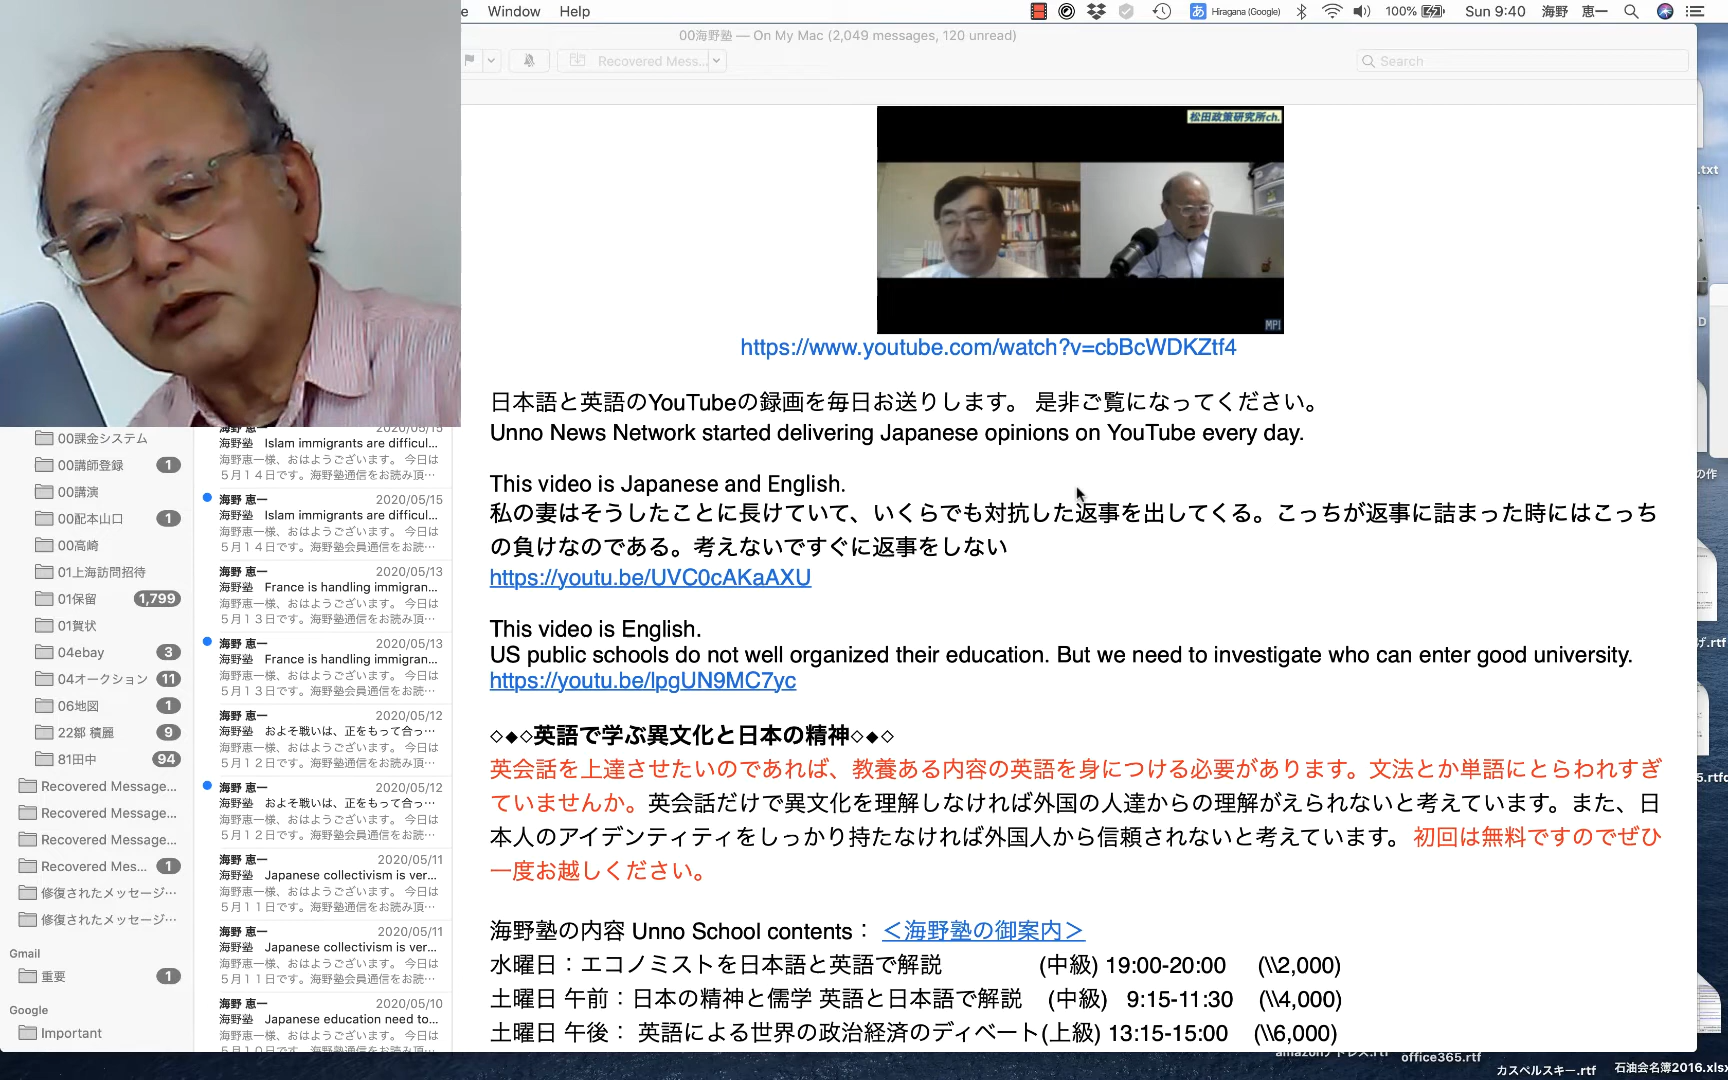 Window Help
Hiragana (Google) 100% Sun 9:40 海野 恵一
00海野塾 — On My Mac (2,049 messages, 120 unread)
Recovered Mess...
Search
00課金システム
00講師登録 1
00講演
00配本山口 1
00高崎
01上海訪問招待
01保留 1,799
01賀状
04ebay 3
04オークション 11
06地図 1
22鄒 積麗 9
81田中 94
Recovered Message...
Recovered Message...
Recovered Message...
Recovered Mes... 1
修復されたメッセージ…
修復されたメッセージ…
Gmail
重要 1
Google
Important
海野 恵一 2020/05/15
海野塾 Islam immigrants are difficul...
海野恵一様、おはようございます。 今日は
５月１４日です。海野塾通信をお読み頂…
海野 恵一 2020/05/15
海野塾 Islam immigrants are difficul...
海野恵一様、おはようございます。 今日は
５月１４日です。海野塾会員通信をお読…
海野 恵一 2020/05/13
海野塾 France is handling immigran...
海野恵一様、おはようございます。 今日は
５月１３日です。海野塾通信をお読み頂…
海野 恵一 2020/05/13
海野塾 France is handling immigran...
海野恵一様、おはようございます。 今日は
５月１３日です。海野塾会員通信をお読…
海野 恵一 2020/05/12
海野塾 およそ戦いは、正をもって合っ…
海野恵一様、おはようございます。 今日は
５月１２日です。海野塾通信をお読み頂…
海野 恵一 2020/05/12
海野塾 およそ戦いは、正をもって合っ…
海野恵一様、おはようございます。 今日は
５月１２日です。海野塾会員通信をお読…
海野 恵一 2020/05/11
海野塾 Japanese collectivism is ver...
海野恵一様、おはようございます。 今日は
５月１１日です。海野塾通信をお読み頂…
海野 恵一 2020/05/11
海野塾 Japanese collectivism is ver...
海野恵一様、おはようございます。 今日は
５月１１日です。海野塾会員通信をお読…
海野 恵一 2020/05/10
海野塾 Japanese education need to...
海野恵一様、おはようございます。 今日は
５月１０日です。海野塾通信をお読み頂…
松田政策研究所ch.
MPI
https://www.youtube.com/watch?v=cbBcWDKZtf4
日本語と英語のYouTubeの録画を毎日お送りします。 是非ご覧になってください。
Unno News Network started delivering Japanese opinions on YouTube every day.
This video is Japanese and English.
私の妻はそうしたことに長けていて、いくらでも対抗した返事を出してくる。こっちが返事に詰まった時にはこっち
の負けなのである。考えないですぐに返事をしない
https://youtu.be/UVC0cAKaAXU
This video is English.
US public schools do not well organized their education. But we need to investigate who can enter good university.
https://youtu.be/lpgUN9MC7yc
◇◆◇英語で学ぶ異文化と日本の精神◇◆◇
英会話を上達させたいのであれば、教養ある内容の英語を身につける必要があります。文法とか単語にとらわれすぎ
ていませんか。英会話だけで異文化を理解しなければ外国の人達からの理解がえられないと考えています。また、日
本人のアイデンティティをしっかり持たなければ外国人から信頼されないと考えています。 初回は無料ですのでぜひ
一度お越しください。
海野塾の内容 Unno School contents： ＜海野塾の御案内＞
水曜日：エコノミストを日本語と英語で解説 (中級) 19:00-20:00 (\\2,000)
土曜日 午前：日本の精神と儒学 英語と日本語で解説 (中級) 9:15-11:30 (\\4,000)
土曜日 午後： 英語による世界の政治経済のディベート(上級) 13:15-15:00 (\\6,000)
.txt
D
の作
げ.rtf
5.rtfd
amazonアドレス.rtf
office365.rtf
カスペルスキー.rtf
石油会名簿2016.xlsx